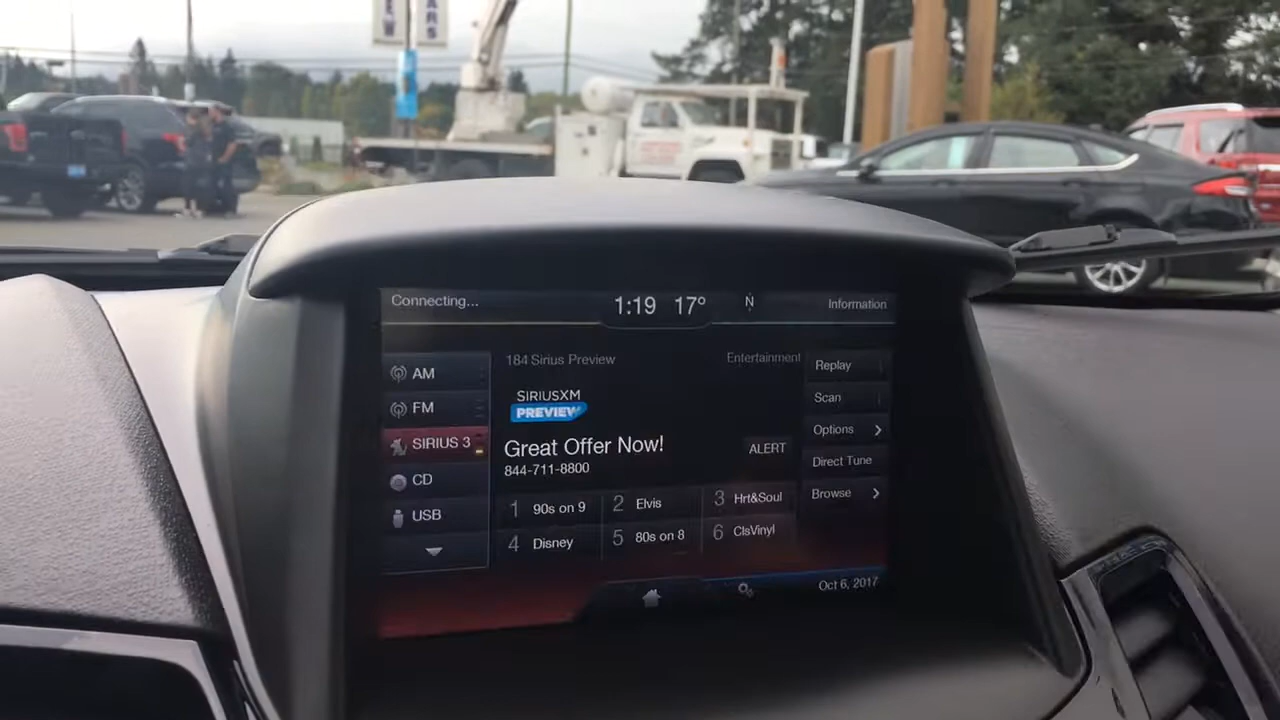 EW
ARS
Connecting...
1:19 17°
N
Information
184 Sirius Preview
Entertainment
AM
FM
SIRIUS 3
CD
USB
SIRIUSXM
PREVIEW
Great Offer Now!
844-711-8800
ALERT
1 90s on 9
2 Elvis
3 Hrt&Soul
4 Disney
5 80s on 8
6 ClsVinyl
Replay
Scan
Options
Direct Tune
Browse
Oct 6, 2017